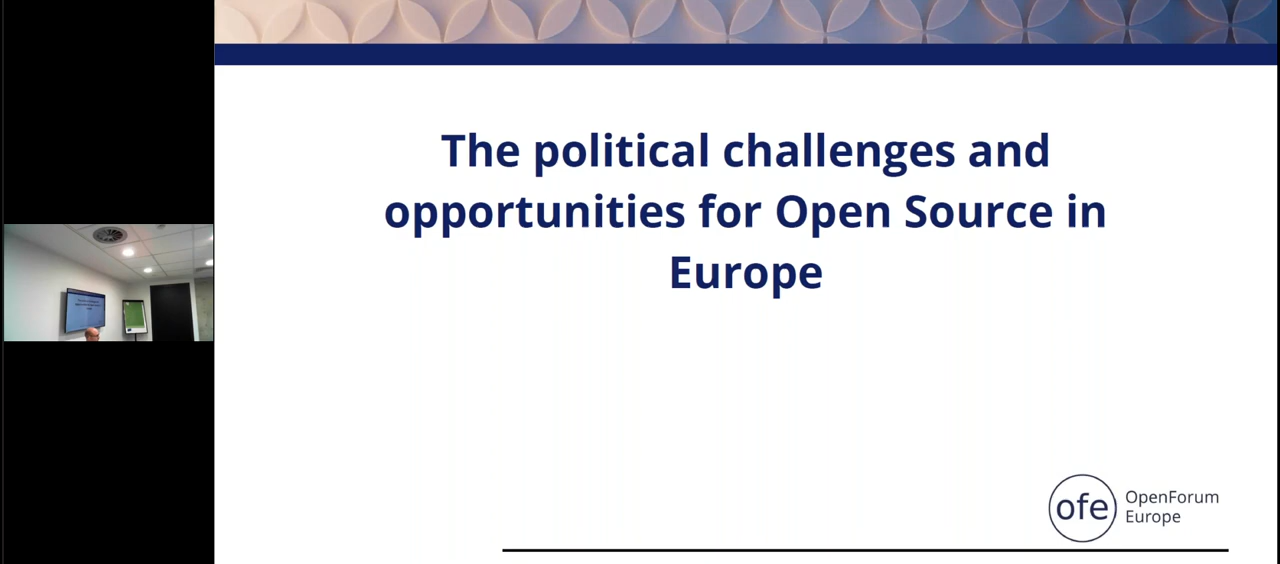 The political challenges and
opportunities for Open Source in
Europe
ofe
OpenForum
Europe